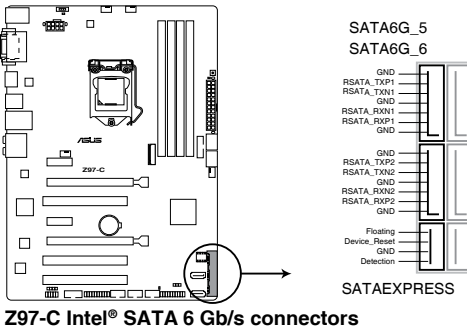 SATA6G_5
SATA6G_6
GND
RSATA_TXP1
RSATA_TXN1
GND
RSATA_RXN1
RSATA_RXP1
GND
GND
RSATA_TXP2
RSATA_TXN2
GND
RSATA_RXN2
RSATA_RXP2
GND
Floating
Device_Reset
GND
Detection
SATAEXPRESS
ASUS
Z97-C
Z97-C Intel® SATA 6 Gb/s connectors